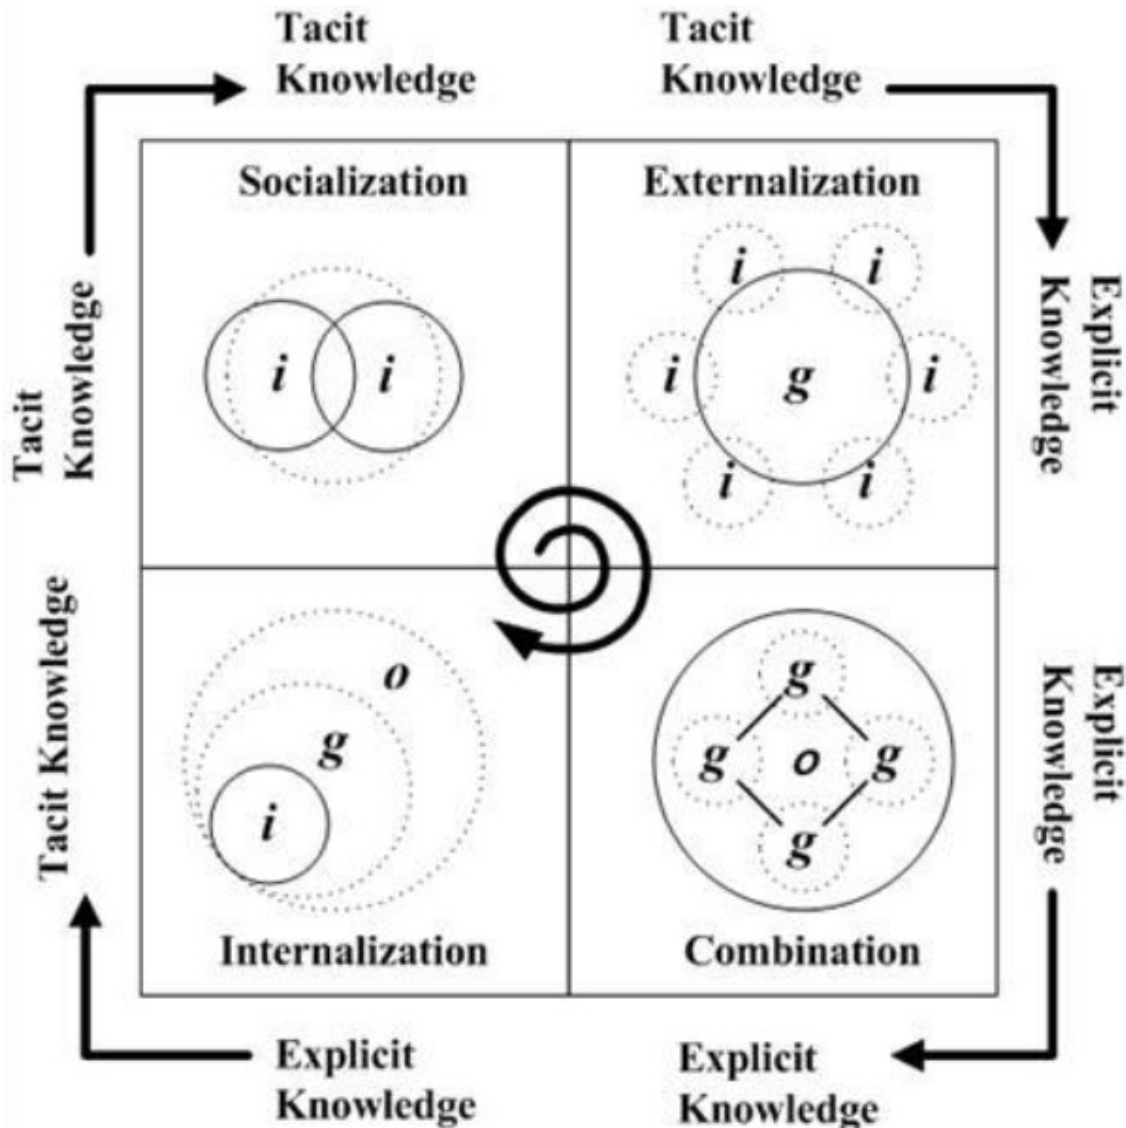 Tacit
Knowledge
Tacit
Knowledge
Socialization
Externalization
i
i
i
i
i
g
i
i
i
Tacit
Knowledge
Explicit
Knowledge
Tacit Knowledge
Explicit
Knowledge
o
g
i
g
g
o
g
g
Internalization
Combination
Explicit
Knowledge
Explicit
Knowledge